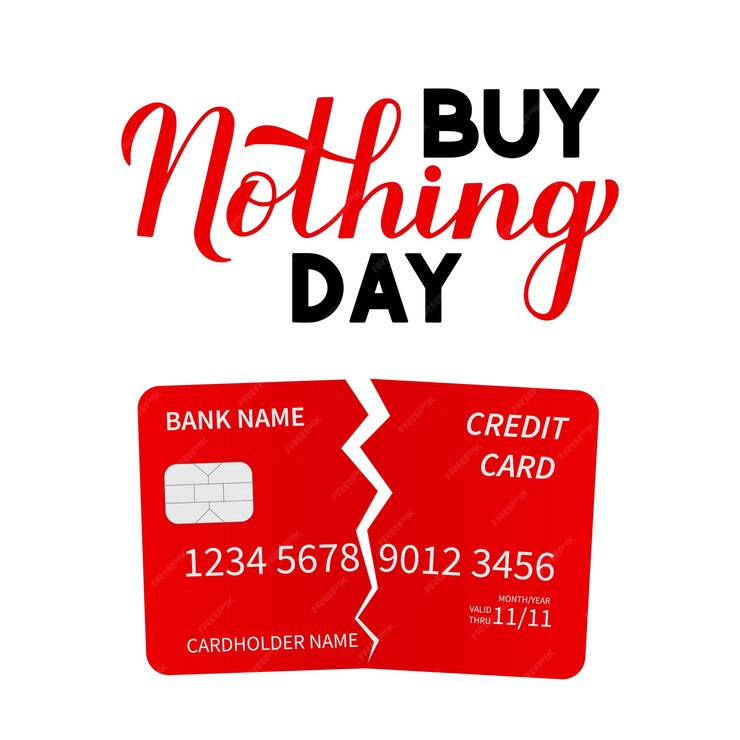 BUY
Nothing
DAY
BANK NAME
CREDIT
CARD
1234 5678 9012 3456
MONTH/YEAR
VALID
THRU 11/11
CARDHOLDER NAME
FREEPIK